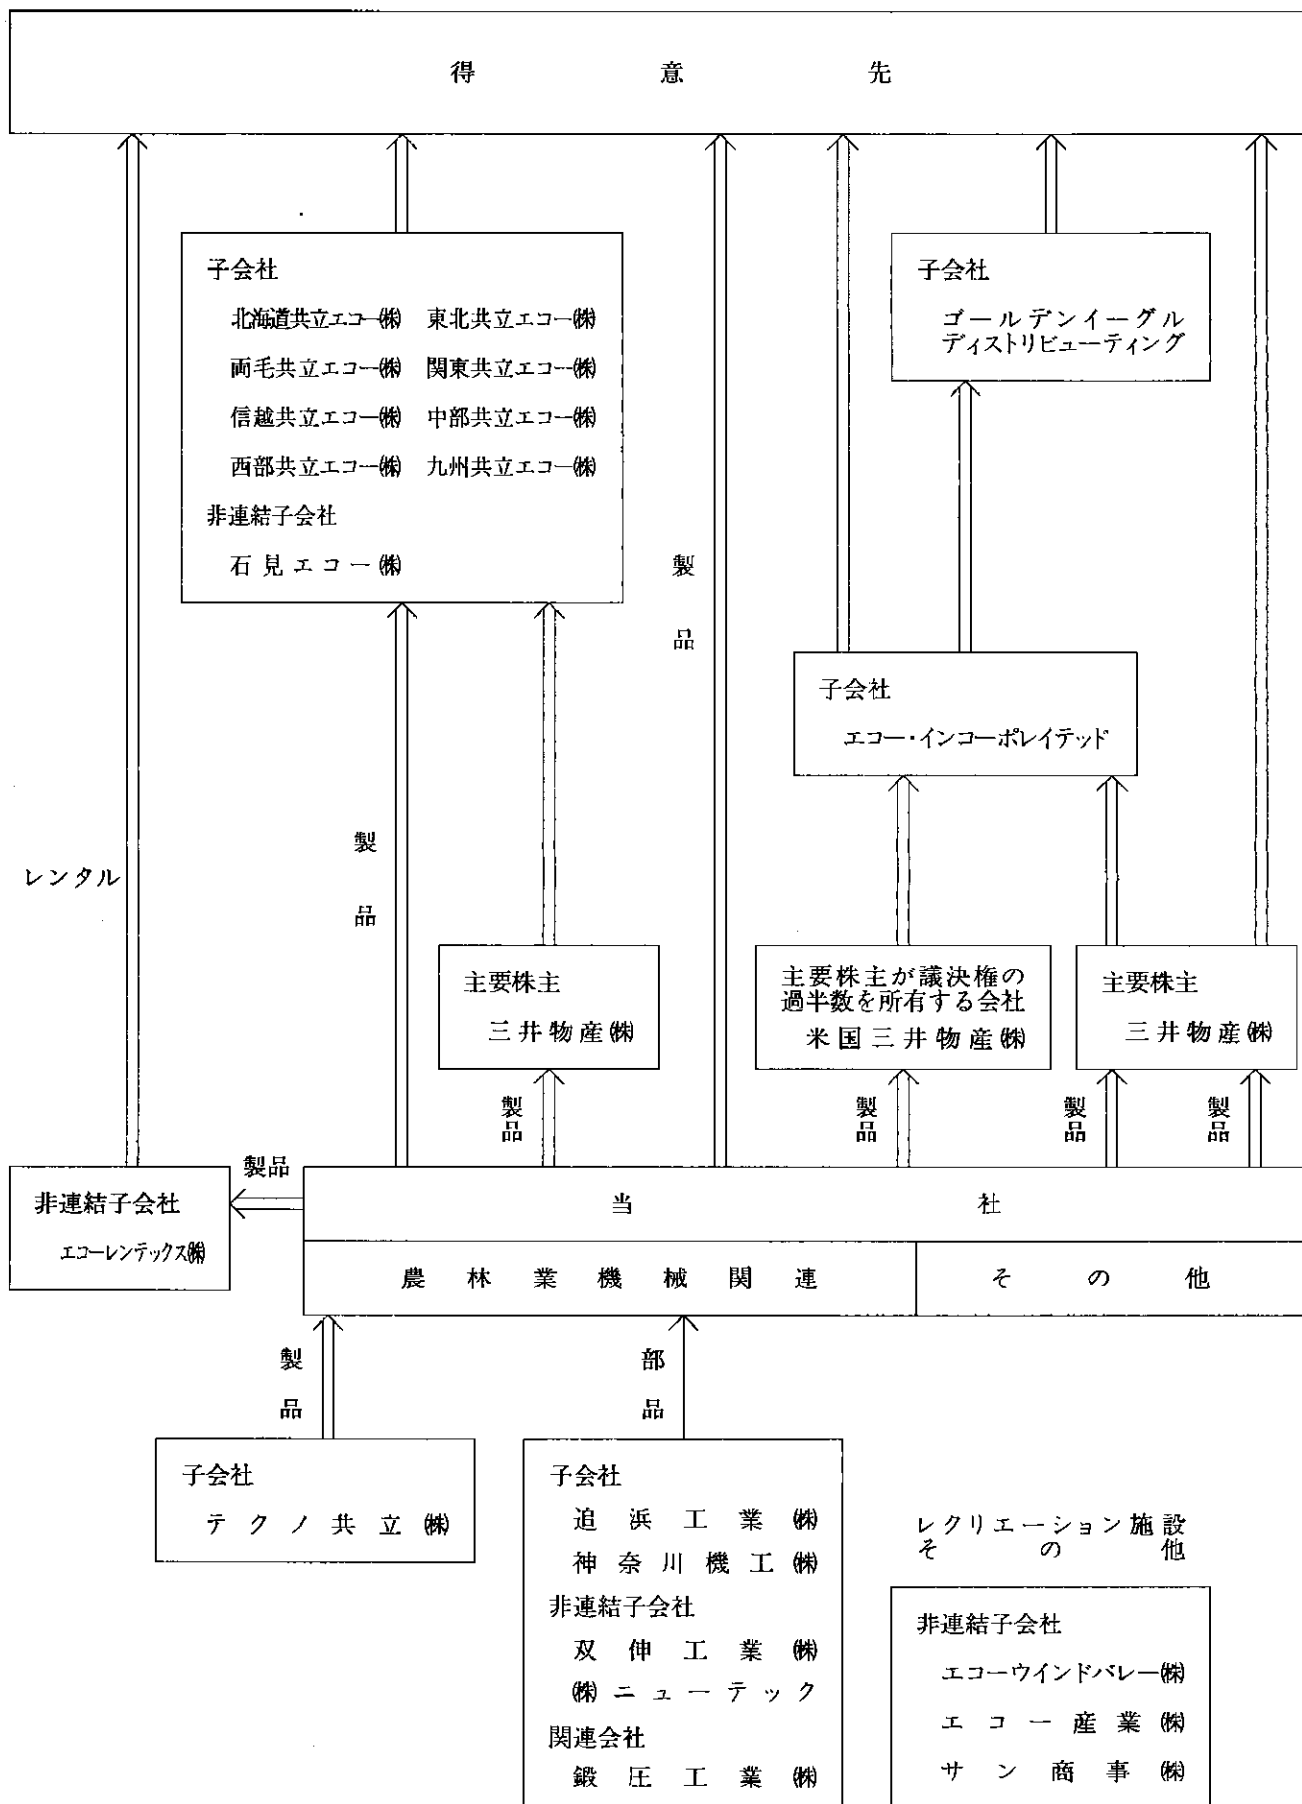 得意先
子会社
北海道共立エコー㈱ 東北共立エコー㈱
両毛共立エコー㈱ 関東共立エコー㈱
信越共立エコー㈱ 中部共立エコー㈱
西部共立エコー㈱ 九州共立エコー㈱
非連結子会社
石見エコー㈱
子会社
ゴールデンイーグル
ディストリビューティング
製品
子会社
エコー・インコーポレイテッド
レンタル
製品
主要株主
三井物産㈱
主要株主が議決権の
過半数を所有する会社
米国三井物産㈱
主要株主
三井物産㈱
製品
製品
製品
製品
製品
非連結子会社
エコーレンテックス㈱
当社
農林業機械関連
その他
製品
部品
子会社
テクノ共立㈱
子会社
追浜工業㈱
神奈川機工㈱
非連結子会社
双伸工業㈱
㈱ニューテック
関連会社
鍛圧工業㈱
レクリエーション施設
その他
非連結子会社
エコーウインドバレー㈱
エコー産業㈱
サン商事㈱